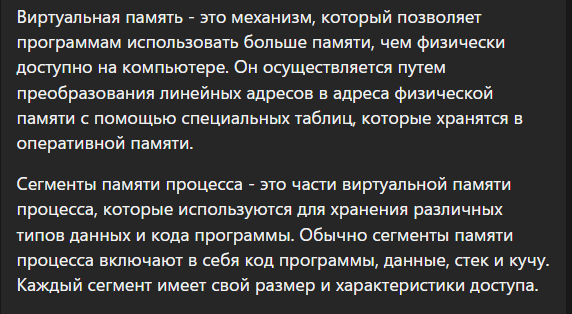 Виртуальная память - это механизм, который позволяет
программам использовать больше памяти, чем физически
доступно на компьютере. Он осуществляется путем
преобразования линейных адресов в адреса физической
памяти с помощью специальных таблиц, которые хранятся в
оперативной памяти.
Сегменты памяти процесса - это части виртуальной памяти
процесса, которые используются для хранения различных
типов данных и кода программы. Обычно сегменты памяти
процесса включают в себя код программы, данные, стек и кучу.
Каждый сегмент имеет свой размер и характеристики доступа.